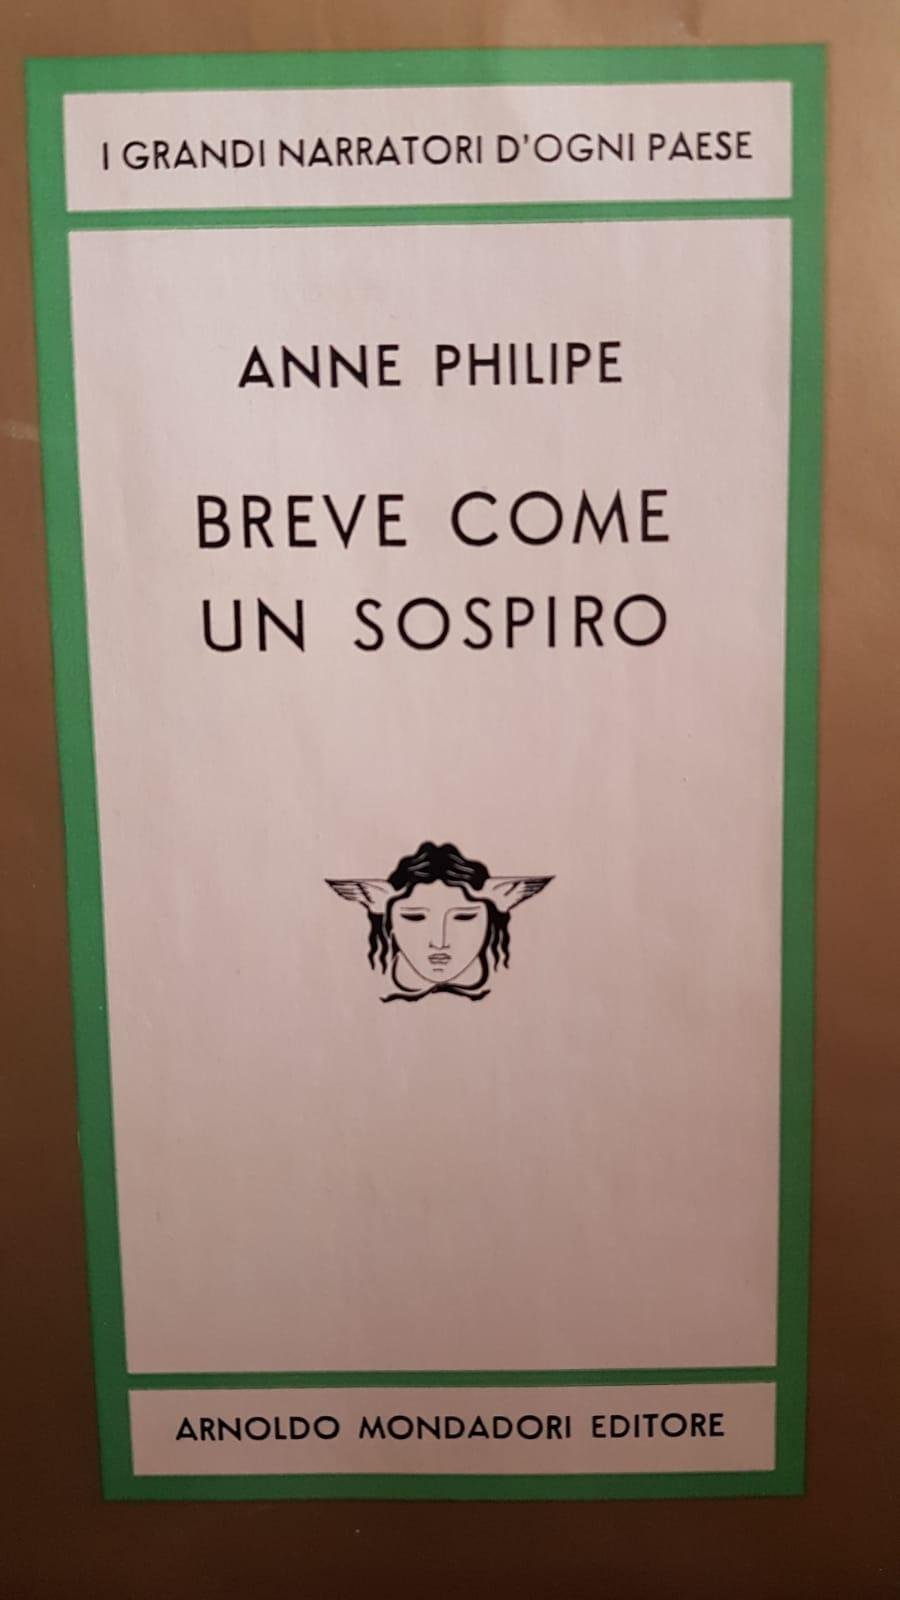 I GRANDI NARRATORI D'OGNI PAESE
ANNE PHILIPE
BREVE COME
UN SOSPIRO
ARNOLDO MONDADORI EDITORE